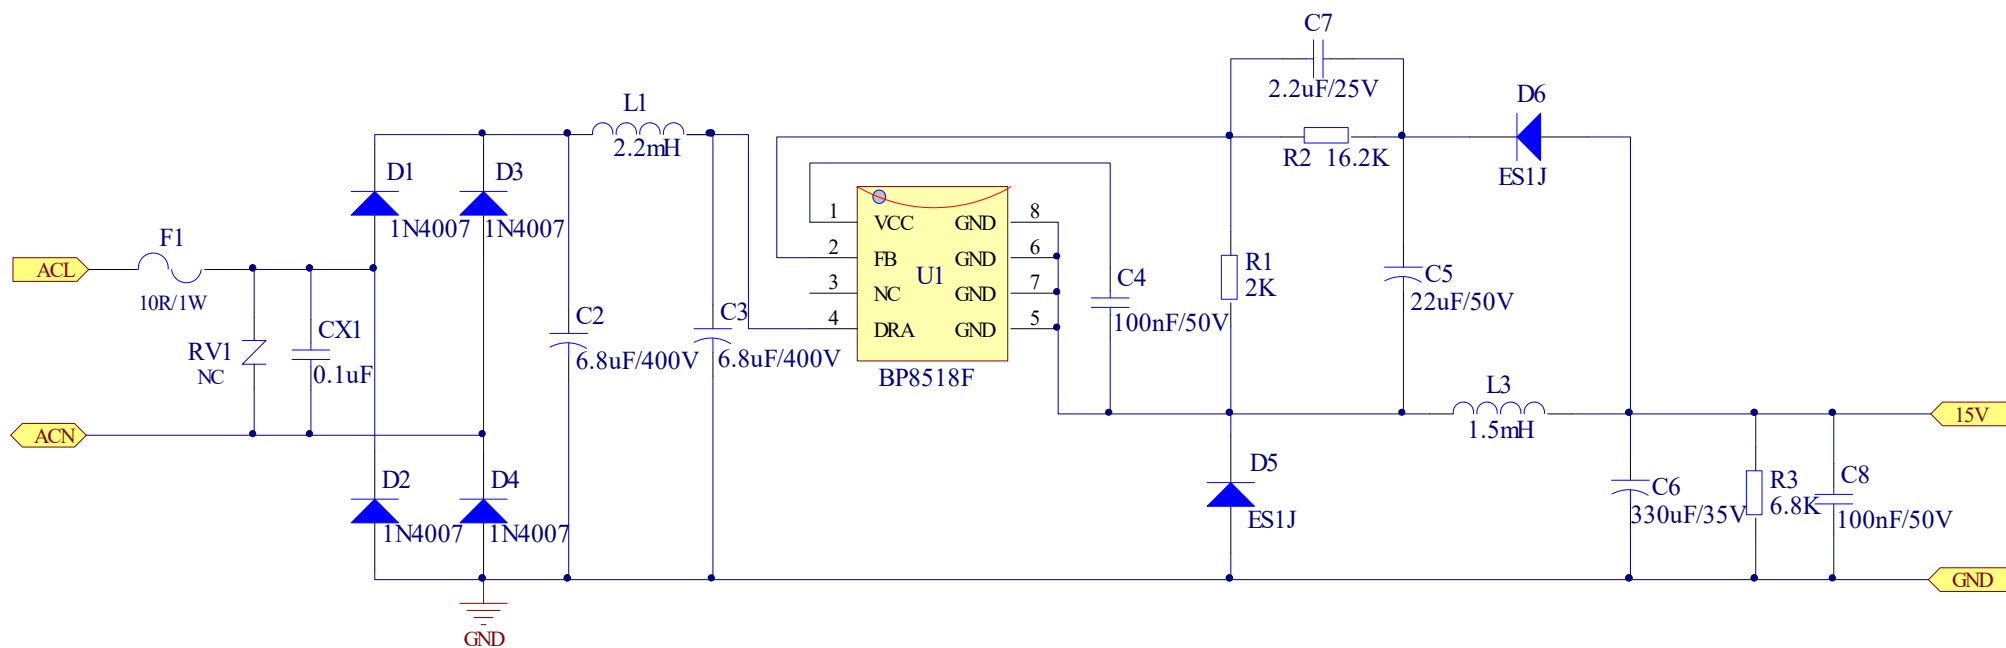 C7
2.2uF/25V
L1
2.2mH
D6
ES1J
R2 16.2K
D1
1N4007
D3
1N4007
1
VCC
GND
8
2
FB
GND
6
3
NC
GND
7
4
DRA
GND
5
U1
BP8518F
F1
10R/1W
ACL
R1
2K
C5
22uF/50V
C4
100nF/50V
C2
6.8uF/400V
C3
6.8uF/400V
CX1
0.1uF
RV1
NC
L3
1.5mH
15V
ACN
D2
1N4007
D4
1N4007
D5
ES1J
C6
330uF/35V
R3
6.8K
C8
100nF/50V
GND
GND